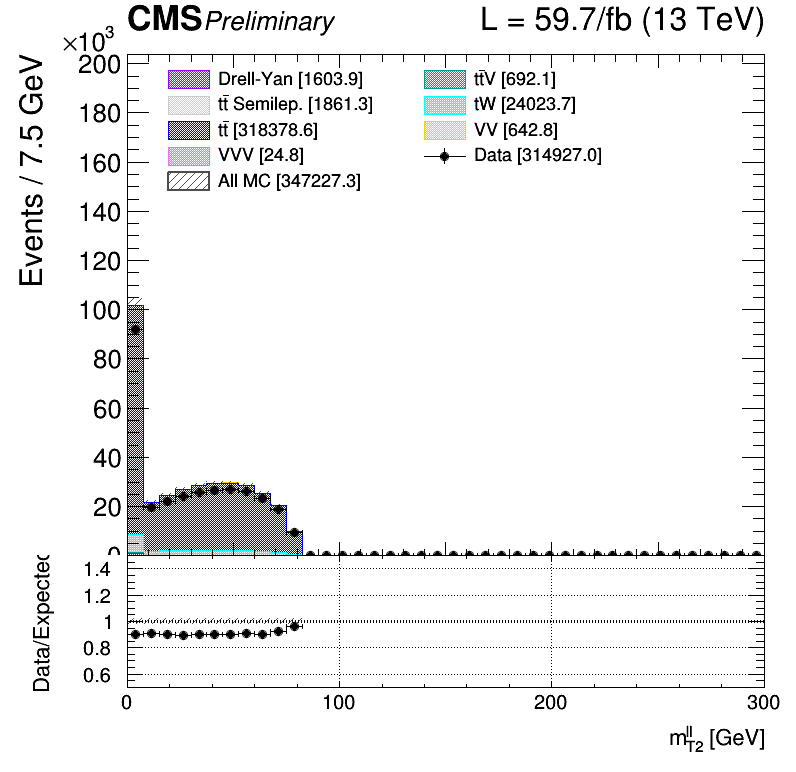 CMS Preliminary L = 59.7/fb (13 TeV)
×10³
Events / 7.5 GeV
200
180
160
140
120
100
80
60
40
20
0
Drell-Yan [1603.9]
tt̄ Semilep. [1861.3]
tt̄ [318378.6]
VVV [24.8]
All MC [347227.3]
tt̄V [692.1]
tW [24023.7]
VV [642.8]
Data [314927.0]
Data/Expected
1.4
1.2
1
0.8
0.6
0 100 200 300
m_T2^ll [GeV]